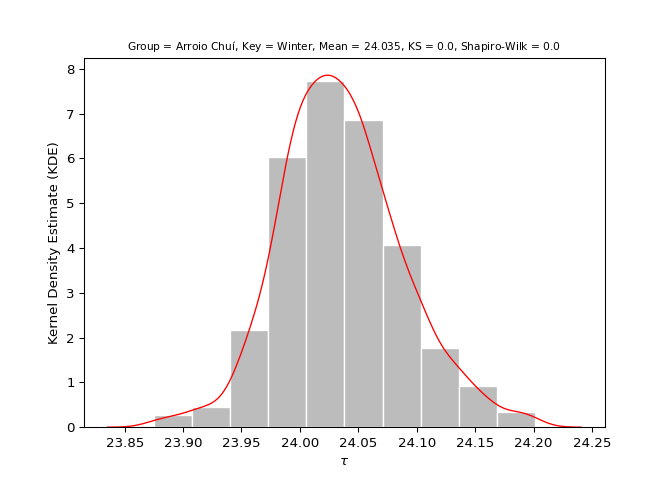 Group = Arroio Chuí, Key = Winter, Mean = 24.035, KS = 0.0, Shapiro-Wilk = 0.0
Kernel Density Estimate (KDE)
8
7
6
5
4
3
2
1
0
23.85 23.90 23.95 24.00 24.05 24.10 24.15 24.20 24.25
τ